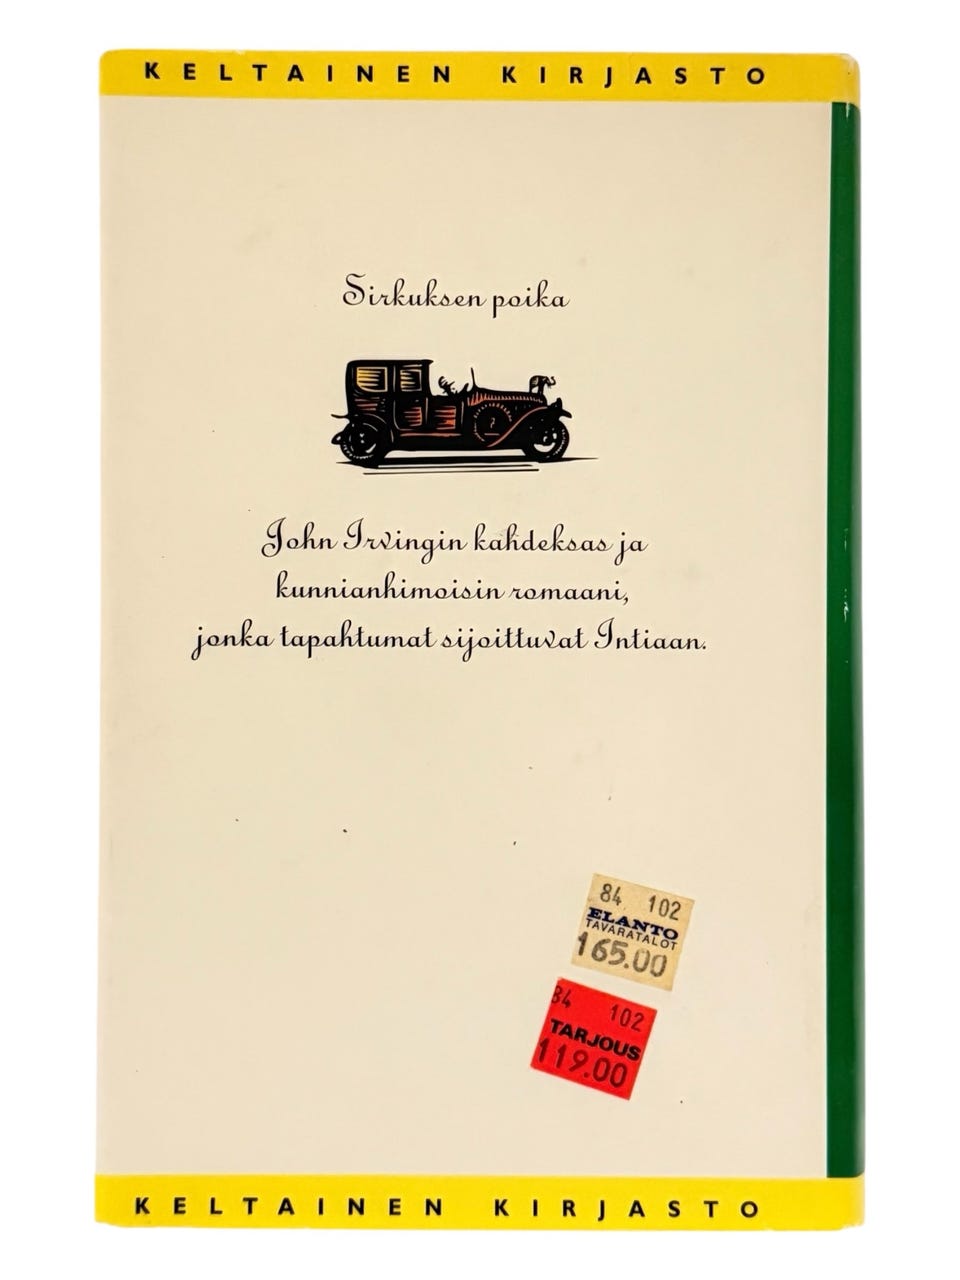 KELTAINEN KIRJASTO
Sirkuksen poika
John Irvingin kahdeksas ja
kunnianhimoisin romaani,
jonka tapahtumat sijoittuvat Intiaan.
84 102
ELANTO
TAVARATALOT
165.00
84 102
TARJOUS
119.00
KELTAINEN KIRJASTO